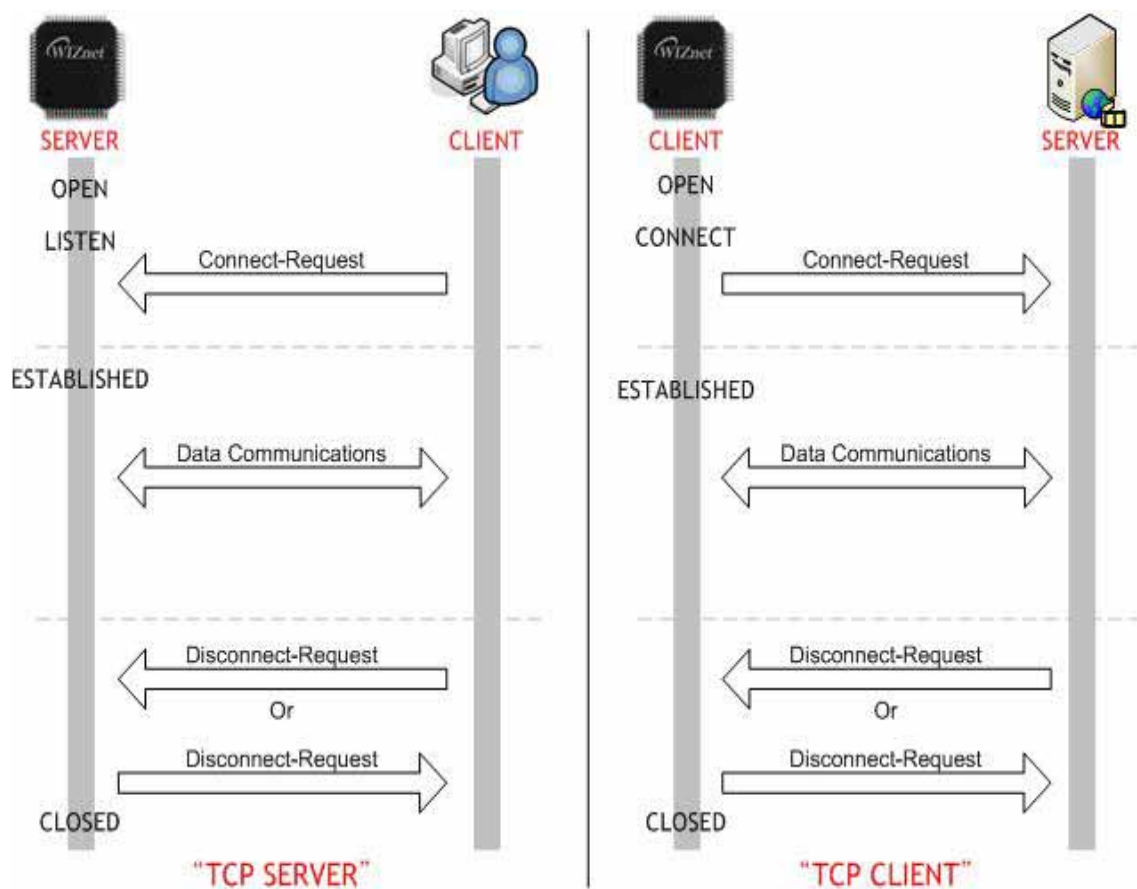 WIZnet
SERVER
CLIENT
OPEN
LISTEN
Connect-Request
ESTABLISHED
Data Communications
Disconnect-Request
Or
Disconnect-Request
CLOSED
"TCP SERVER"
WIZnet
CLIENT
SERVER
OPEN
CONNECT
Connect-Request
ESTABLISHED
Data Communications
Disconnect-Request
Or
Disconnect-Request
CLOSED
"TCP CLIENT"